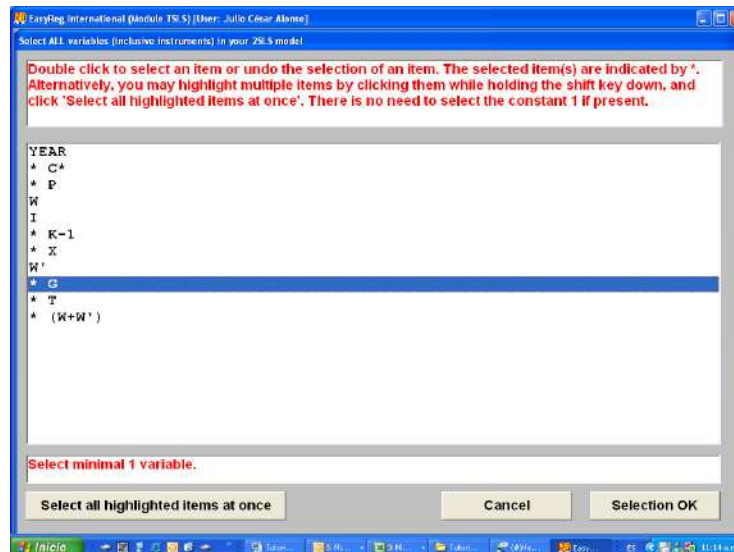 EasyReg International (Module TSLS) [User: Julio César Alonso]
Select ALL variables (inclusive instruments) in your 2SLS model
Double click to select an item or undo the selection of an item. The selected item(s) are indicated by *.
Alternatively, you may highlight multiple items by clicking them while holding the shift key down, and
click 'Select all highlighted items at once'. There is no need to select the constant 1 if present.
YEAR
* C*
* P
W
I
* K-1
* X
W'
* G
* T
* (W+W')
Select minimal 1 variable.
Select all highlighted items at once
Cancel
Selection OK
Inicio
ES